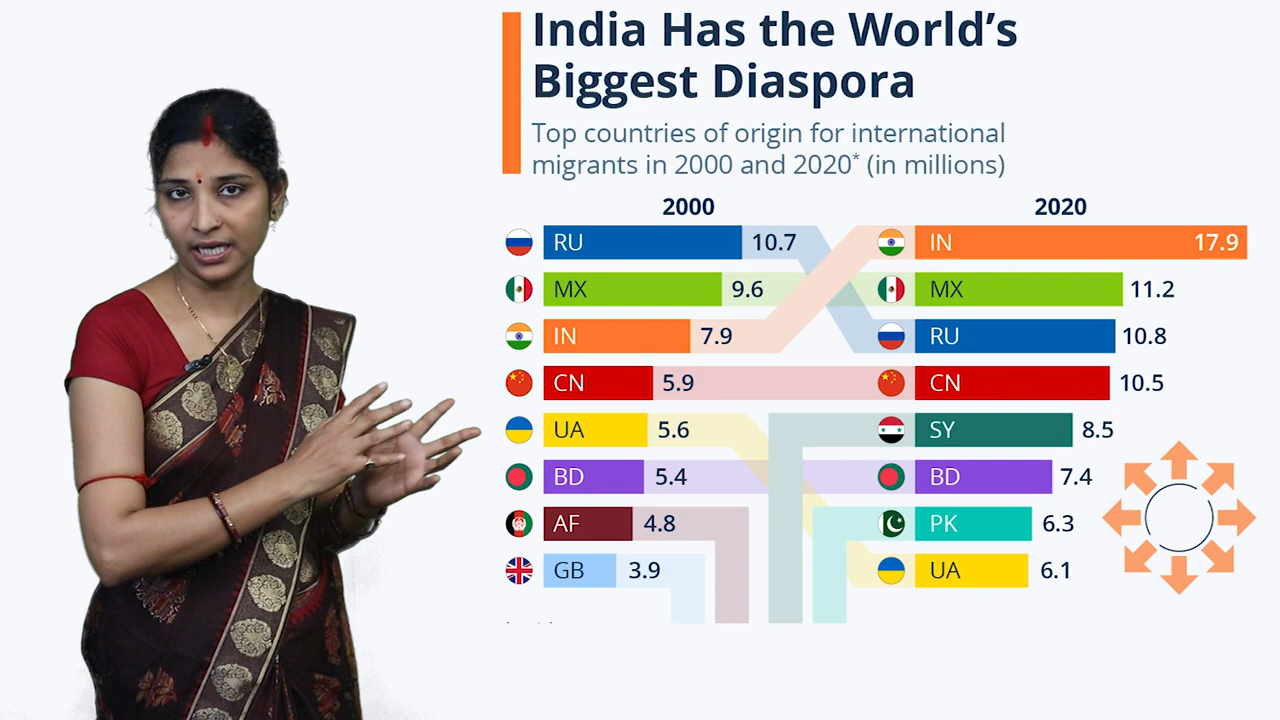 India Has the World's
Biggest Diaspora
Top countries of origin for international
migrants in 2000 and 2020* (in millions)
2000 2020
RU 10.7 IN 17.9
MX 9.6 MX 11.2
IN 7.9 RU 10.8
CN 5.9 CN 10.5
UA 5.6 SY 8.5
BD 5.4 BD 7.4
AF 4.8 PK 6.3
GB 3.9 UA 6.1